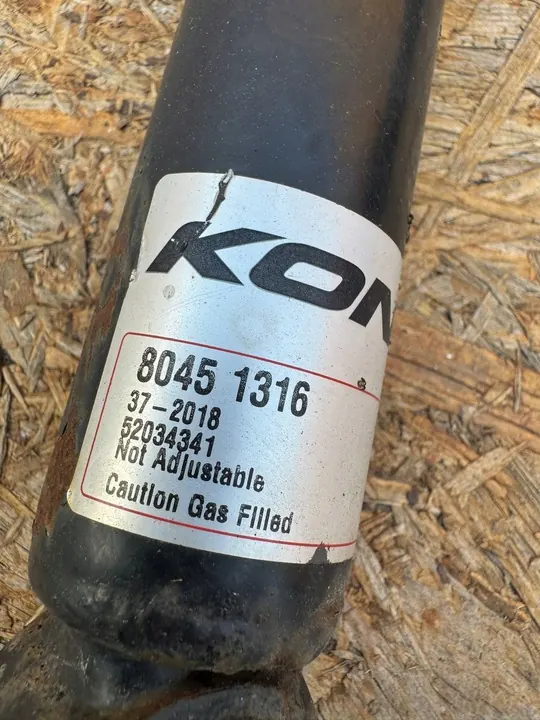 KON
8045 1316
37-2018
52034341
Not Adjustable
Caution Gas Filled